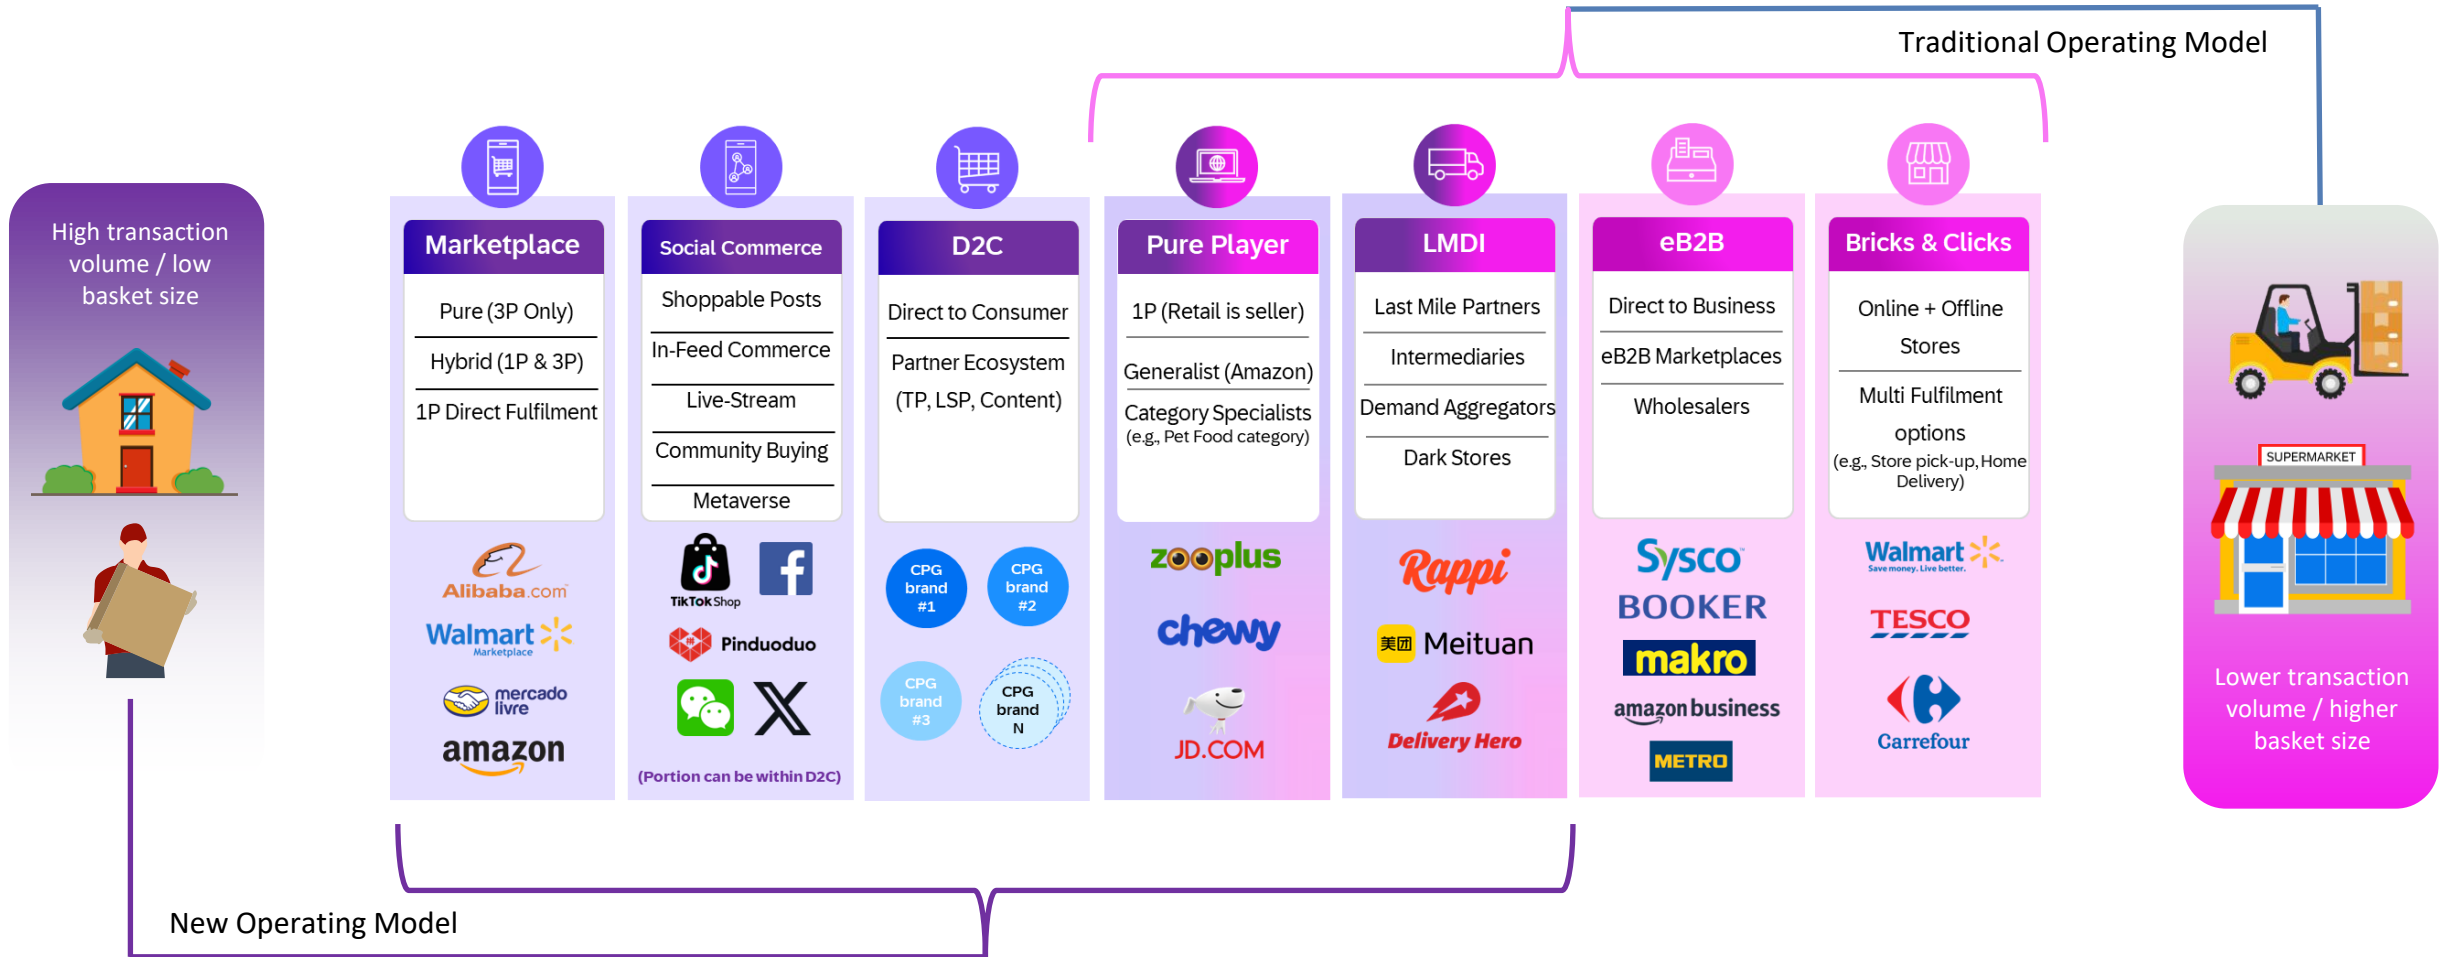 Traditional Operating Model
High transaction
volume / low
basket size
Marketplace
Pure (3P Only)
Hybrid (1P & 3P)
1P Direct Fulfilment
Alibaba.com
Walmart
Marketplace
mercado
livre
amazon
Social Commerce
Shoppable Posts
In-Feed Commerce
Live-Stream
Community Buying
Metaverse
TikTok Shop
Pinduoduo
(Portion can be within D2C)
D2C
Direct to Consumer
Partner Ecosystem
(TP, LSP, Content)
CPG
brand
#1
CPG
brand
#2
CPG
brand
#3
CPG
brand
N
Pure Player
1P (Retail is seller)
Generalist (Amazon)
Category Specialists
(e.g., Pet Food category)
zooplus
chewy
JD.COM
LMDI
Last Mile Partners
Intermediaries
Demand Aggregators
Dark Stores
Rappi
美团 Meituan
Delivery Hero
eB2B
Direct to Business
eB2B Marketplaces
Wholesalers
Sysco
BOOKER
makro
amazon business
METRO
Bricks & Clicks
Online + Offline
Stores
Multi Fulfilment
options
(e.g., Store pick-up, Home
Delivery)
Walmart
Save money. Live better.
TESCO
Carrefour
SUPERMARKET
Lower transaction
volume / higher
basket size
New Operating Model